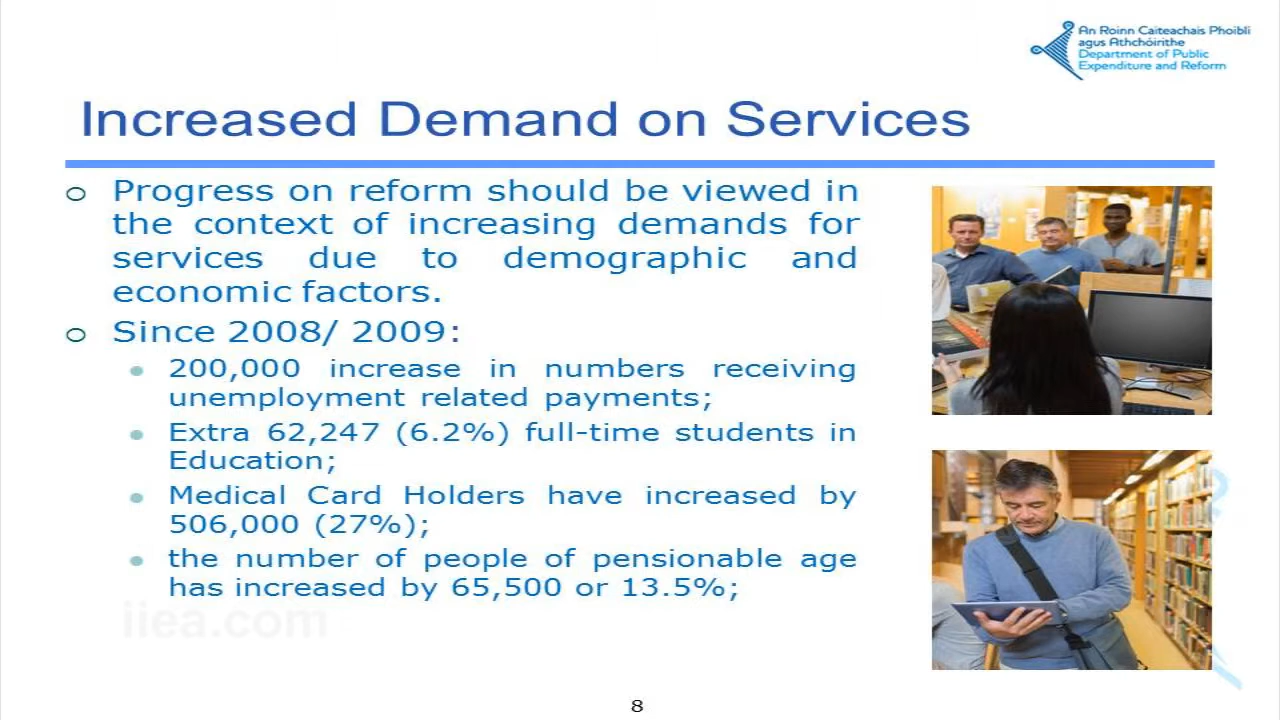 An Roinn Caiteachais Phoiblí
agus Athchóirithe
Department of Public
Expenditure and Reform
Increased Demand on Services
Progress on reform should be viewed in
the context of increasing demands for
services due to demographic and
economic factors.
Since 2008/ 2009:
200,000 increase in numbers receiving
unemployment related payments;
Extra 62,247 (6.2%) full-time students in
Education;
Medical Card Holders have increased by
506,000 (27%);
the number of people of pensionable age
has increased by 65,500 or 13.5%;
iiea.com
8